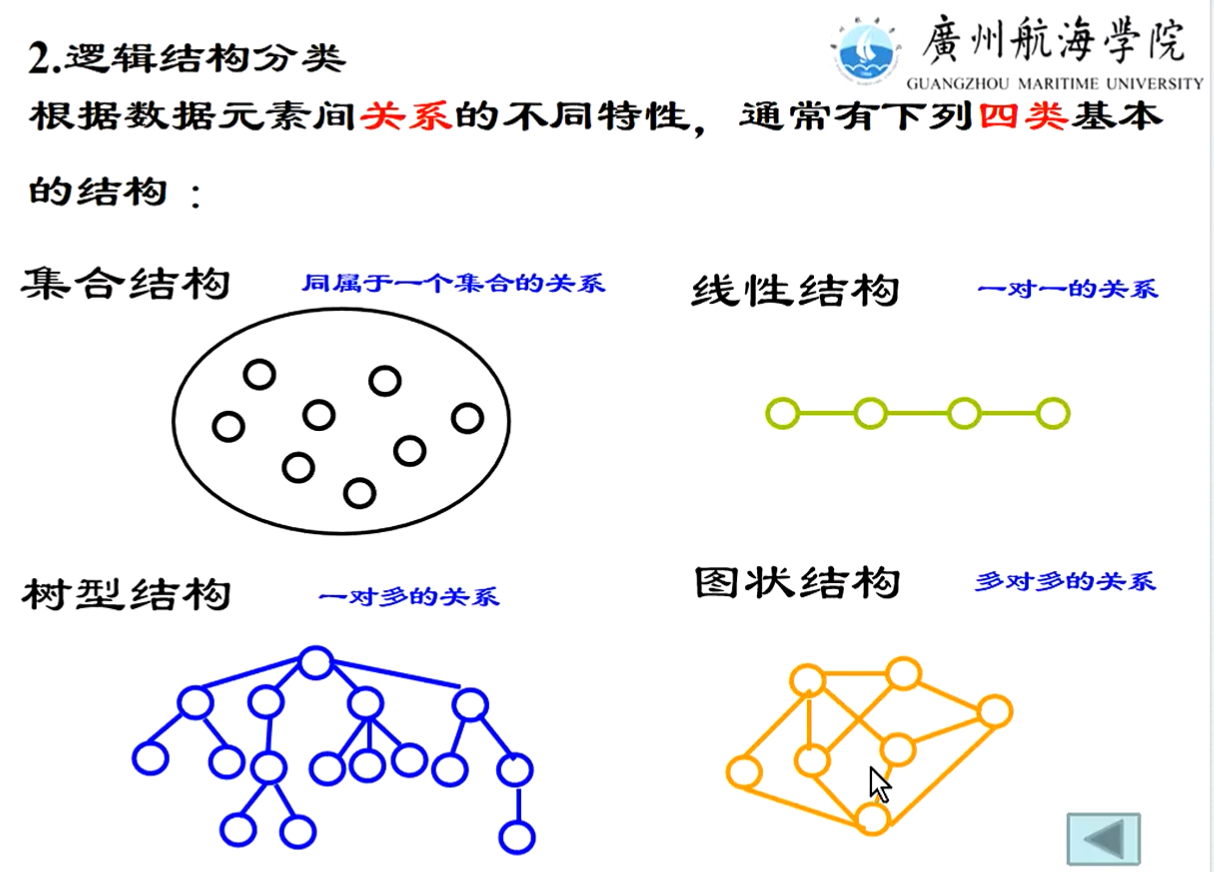 廣州航海学院
GUANGZHOU MARITIME UNIVERSITY
2.逻辑结构分类
根据数据元素间关系的不同特性，通常有下列四类基本
的结构：
集合结构 同属于一个集合的关系
线性结构 一对一的关系
树型结构 一对多的关系
图状结构 多对多的关系